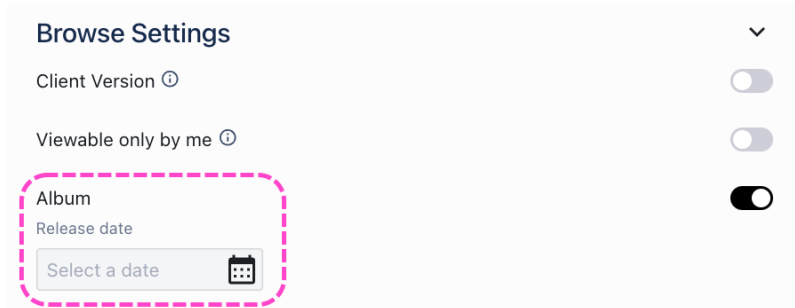 Browse Settings
Client Version
Viewable only by me
Album
Release date
Select a date